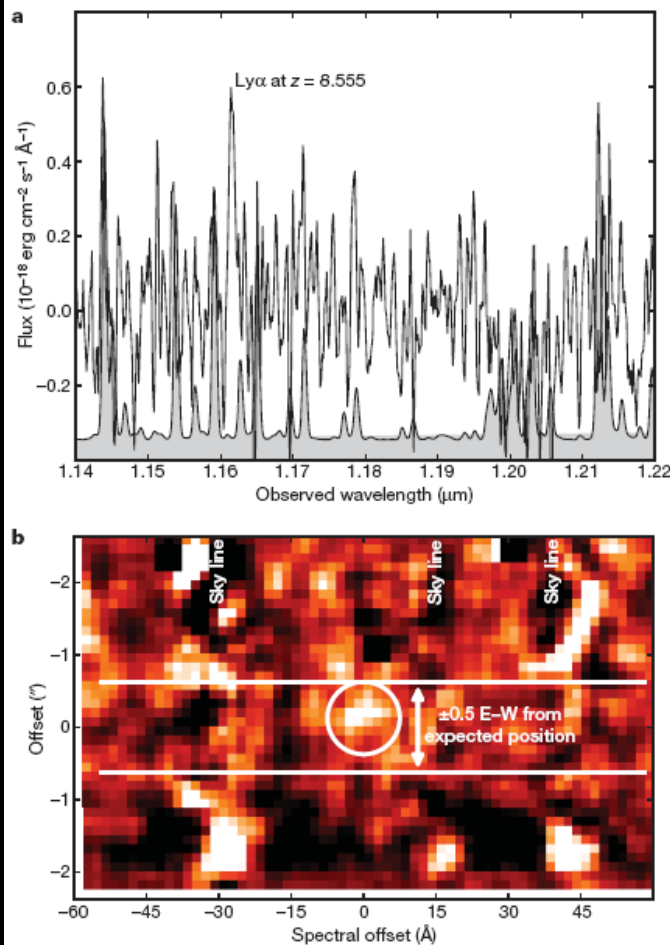 a
Lyα at z = 8.555
Flux (10⁻¹⁸ erg cm⁻² s⁻¹ Å⁻¹)
0.6
0.4
0.2
0.0
−0.2
1.14 1.15 1.16 1.17 1.18 1.19 1.20 1.21 1.22
Observed wavelength (μm)
b
Sky line
Sky line
Sky line
Offset (″)
−2
−1
0
−1
−2
±0.5 E–W from
expected position
−60 −45 −30 −15 0 15 30 45
Spectral offset (Å)